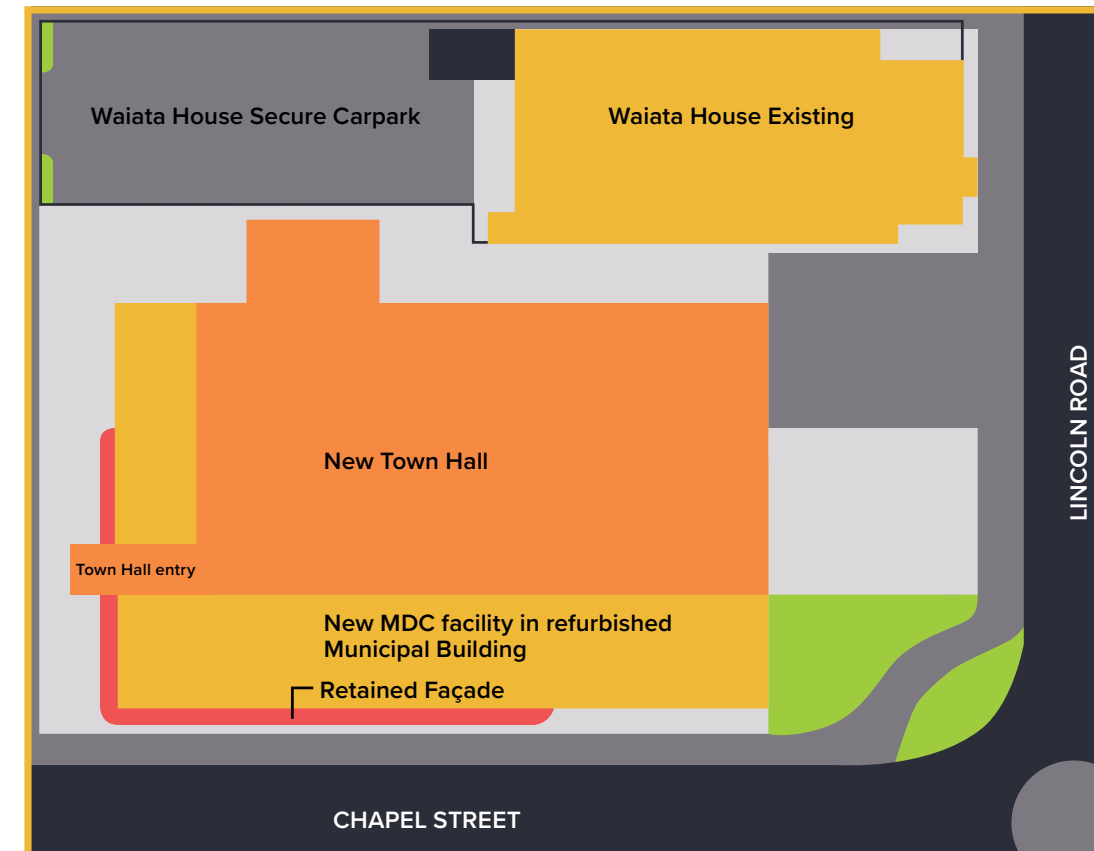 Waiata House Secure Carpark
Waiata House Existing
LINCOLN ROAD
New Town Hall
Town Hall entry
New MDC facility in refurbished
Municipal Building
Retained Façade
CHAPEL STREET